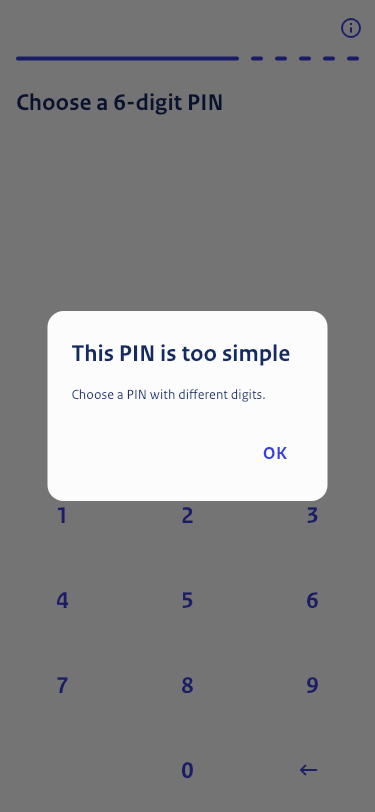 Choose a 6-digit PIN
This PIN is too simple
Choose a PIN with different digits.
OK
1 2 3
4 5 6
7 8 9
0